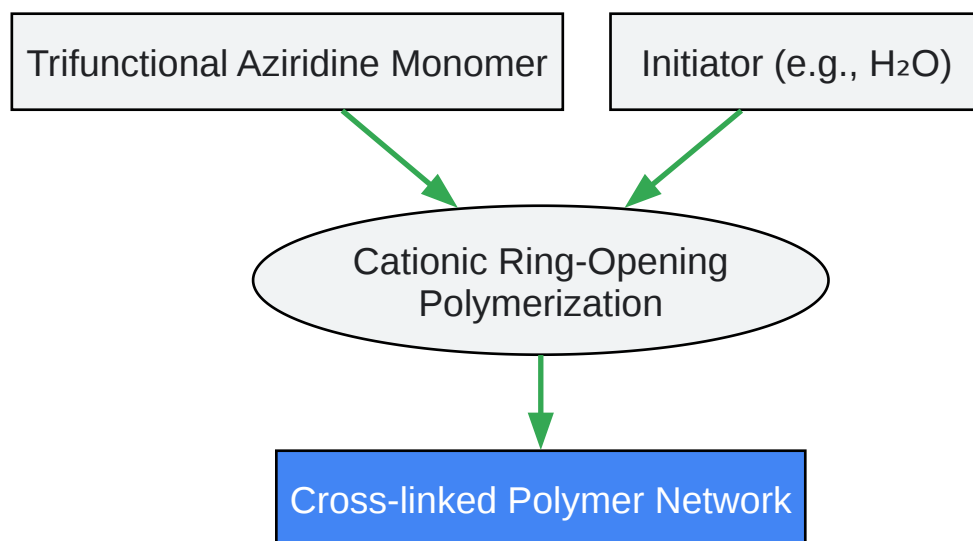 Trifunctional Aziridine Monomer
Initiator (e.g., H₂O)
Cationic Ring-Opening
Polymerization
Cross-linked Polymer Network